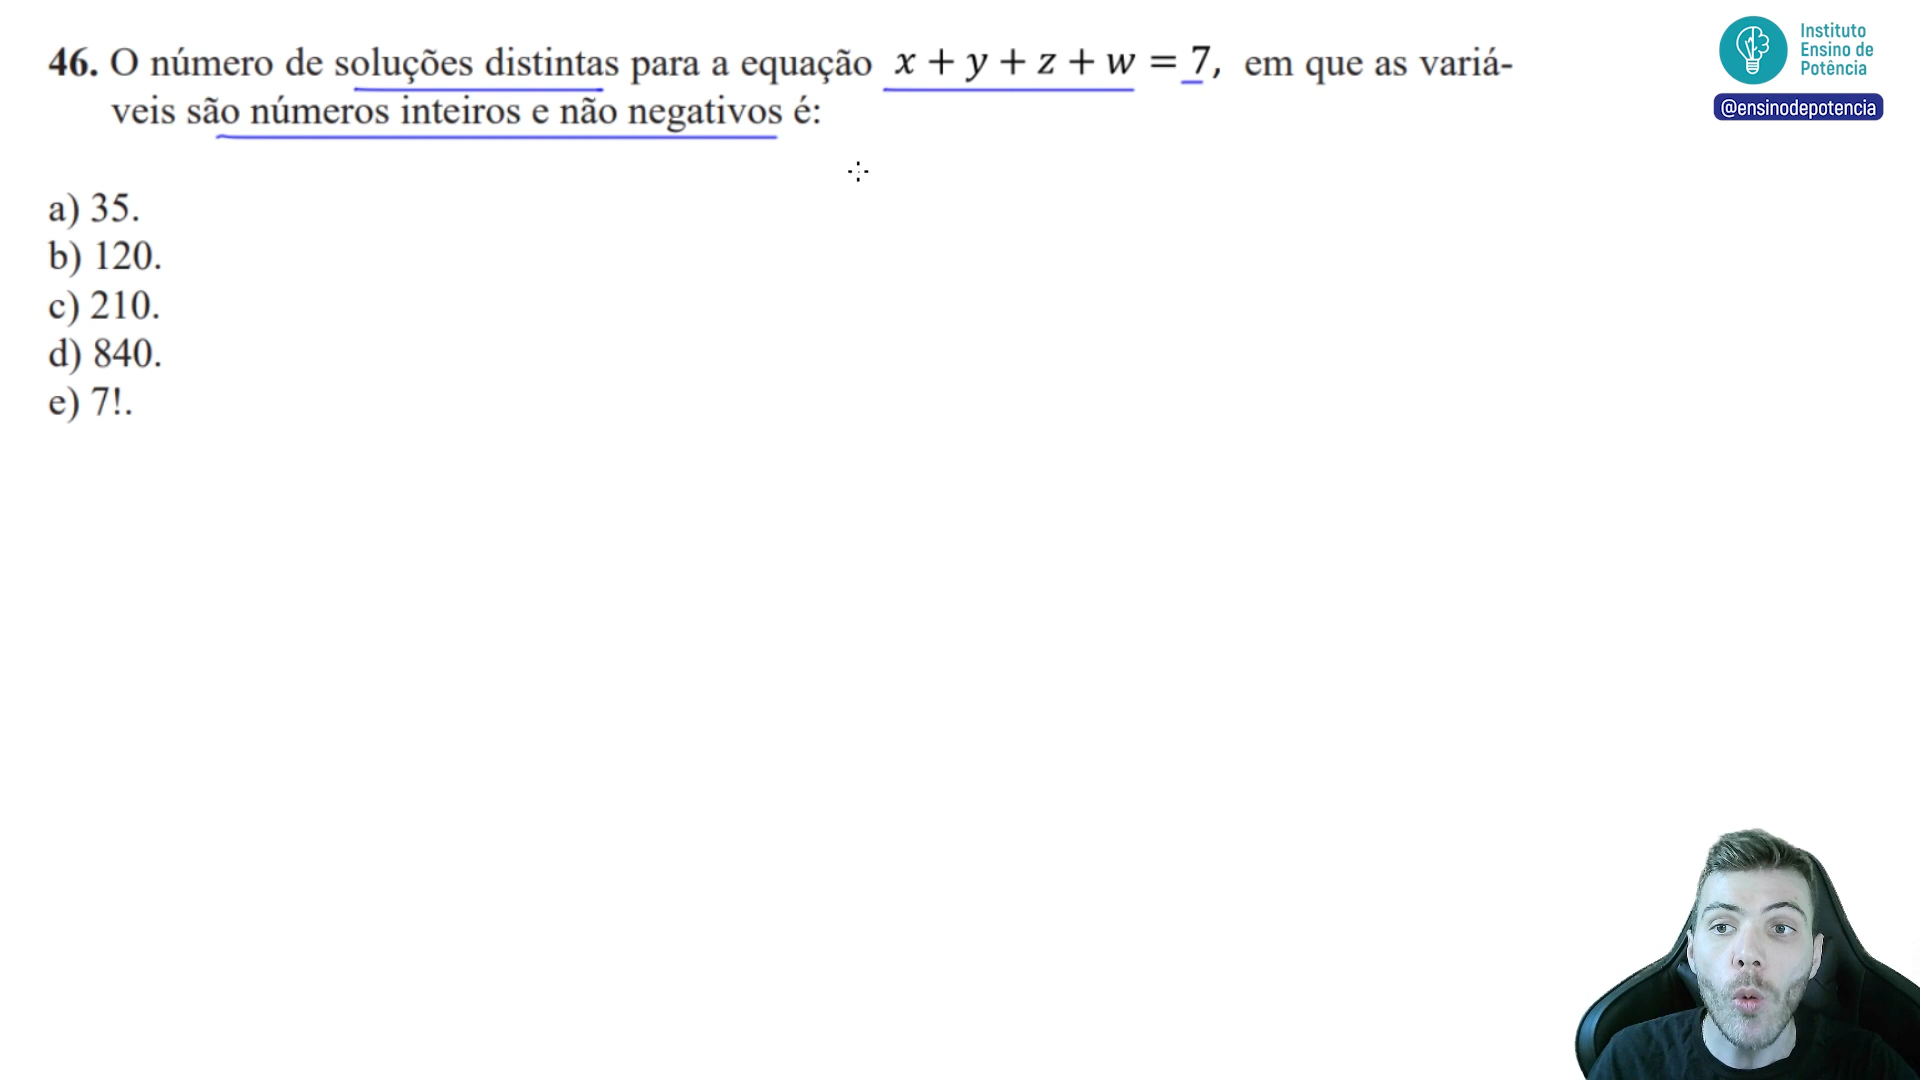 46. O número de soluções distintas para a equação x + y + z + w = 7, em que as variá-
veis são números inteiros e não negativos é:
a) 35.
b) 120.
c) 210.
d) 840.
e) 7!.
Instituto
Ensino de
Potência
@ensinodepotencia